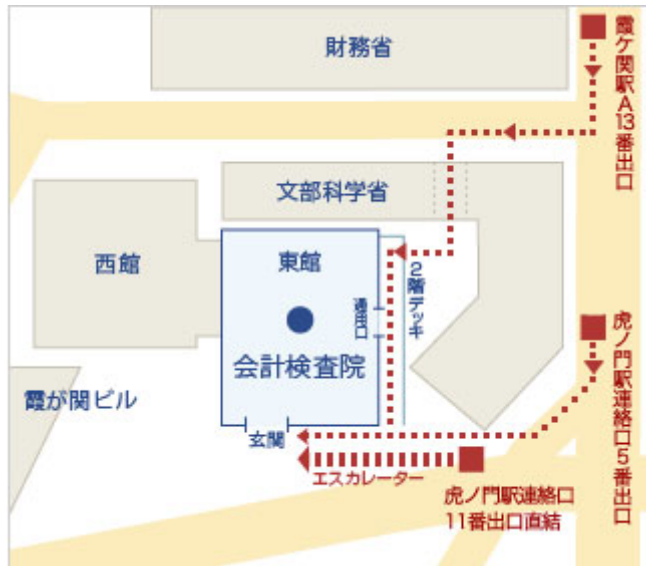 財務省
霞ケ関駅A13番出口
文部科学省
西館
東館
2階デッキ
通用口
会計検査院
虎ノ門駅連絡口5番出口
霞が関ビル
玄関
エスカレーター
虎ノ門駅連絡口
11番出口直結